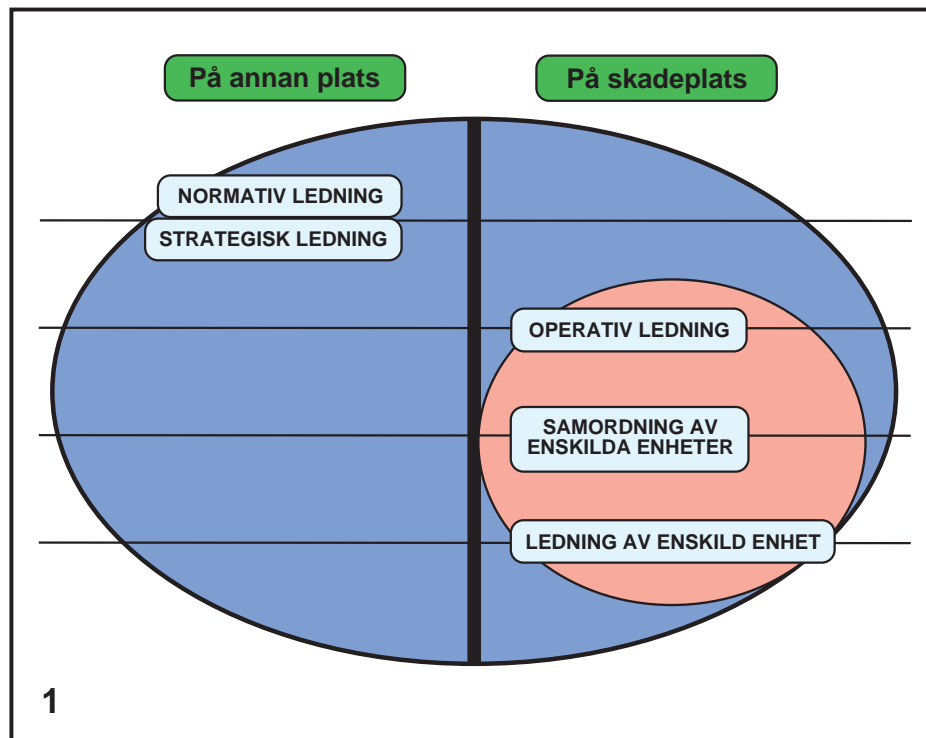 På annan plats
På skadeplats
NORMATIV LEDNING
STRATEGISK LEDNING
OPERATIV LEDNING
SAMORDNING AV
ENSKILDA ENHETER
LEDNING AV ENSKILD ENHET
1